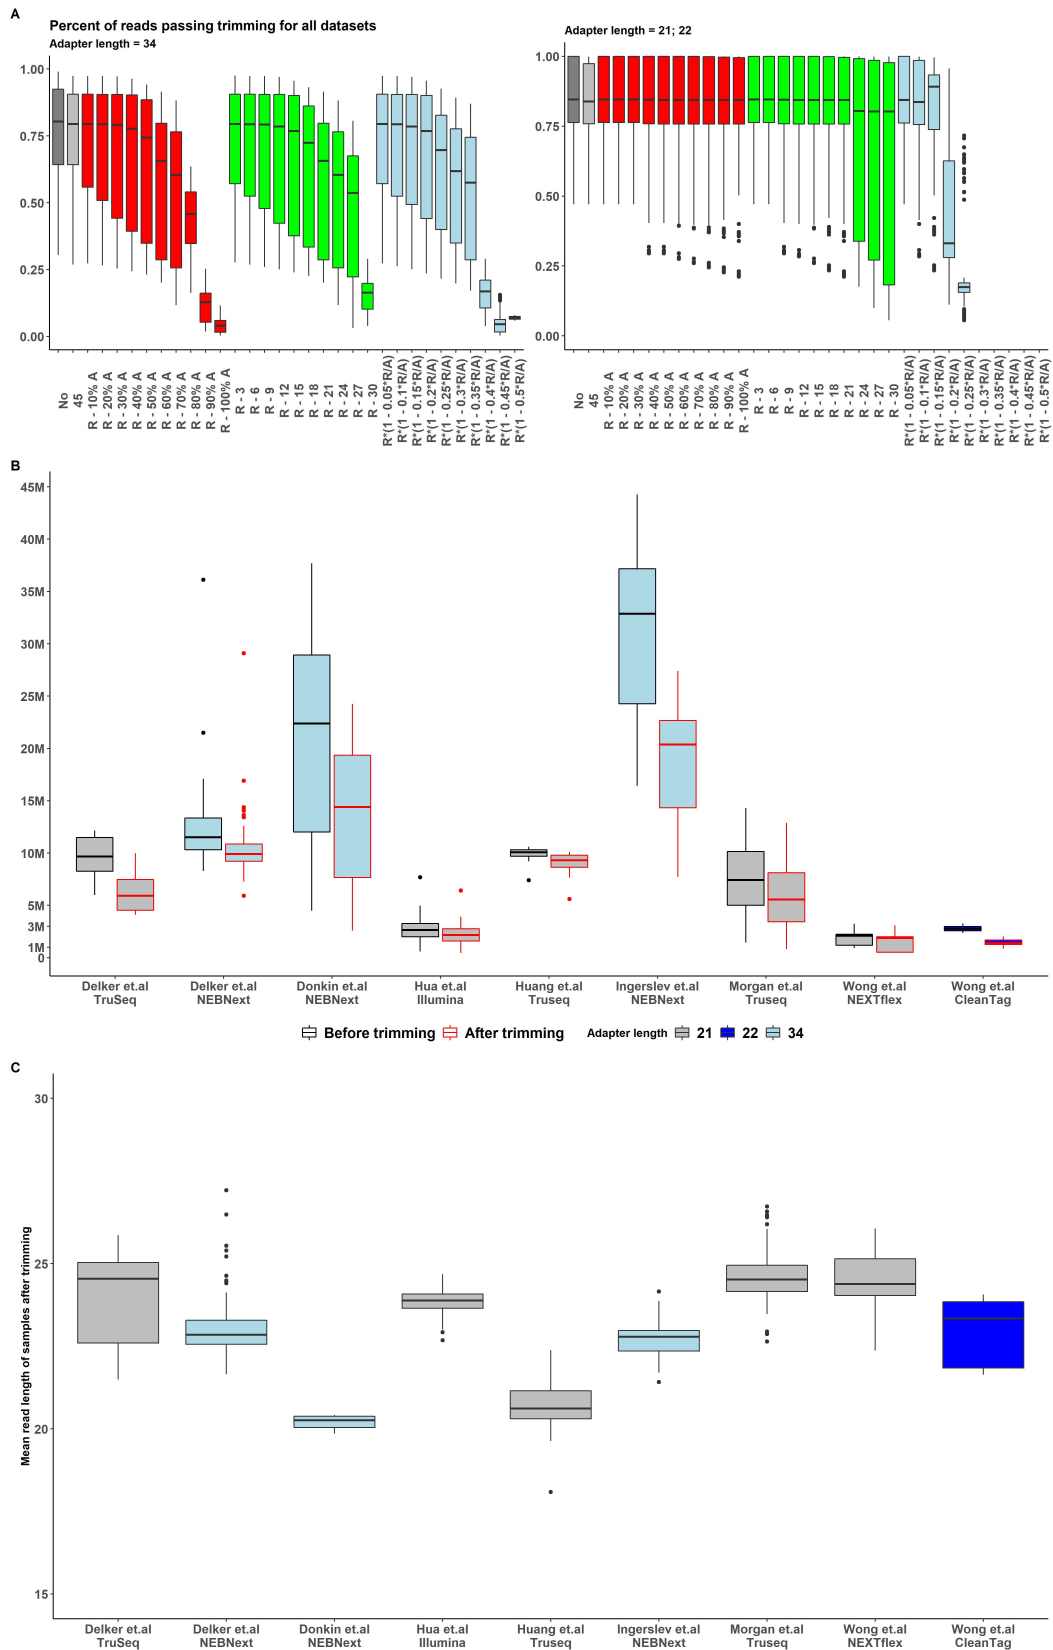 A
Percent of reads passing trimming for all datasets
Adapter length = 34
1.00
0.75
0.50
0.25
0.00
No
45
R - 10% A
R - 20% A
R - 30% A
R - 40% A
R - 50% A
R - 60% A
R - 70% A
R - 80% A
R - 90% A
R - 100% A
R - 3
R - 6
R - 9
R - 12
R - 15
R - 18
R - 21
R - 24
R - 27
R - 30
R*(1 - 0.05*R/A)
R*(1 - 0.1*R/A)
R*(1 - 0.15*R/A)
R*(1 - 0.2*R/A)
R*(1 - 0.25*R/A)
R*(1 - 0.3*R/A)
R*(1 - 0.35*R/A)
R*(1 - 0.4*R/A)
R*(1 - 0.45*R/A)
R*(1 - 0.5*R/A)
Adapter length = 21; 22
1.00
0.75
0.50
0.25
0.00
No
45
R - 10% A
R - 20% A
R - 30% A
R - 40% A
R - 50% A
R - 60% A
R - 70% A
R - 80% A
R - 90% A
R - 100% A
R - 3
R - 6
R - 9
R - 12
R - 15
R - 18
R - 21
R - 24
R - 27
R - 30
R*(1 - 0.05*R/A)
R*(1 - 0.1*R/A)
R*(1 - 0.15*R/A)
R*(1 - 0.2*R/A)
R*(1 - 0.25*R/A)
R*(1 - 0.3*R/A)
R*(1 - 0.35*R/A)
R*(1 - 0.4*R/A)
R*(1 - 0.45*R/A)
R*(1 - 0.5*R/A)
B
45M
40M
35M
30M
25M
20M
15M
10M
5M
3M
1M
0
Delker et.al
TruSeq
Delker et.al
NEBNext
Donkin et.al
NEBNext
Hua et.al
Illumina
Huang et.al
Truseq
Ingerslev et.al
NEBNext
Morgan et.al
Truseq
Wong et.al
NEXTflex
Wong et.al
CleanTag
Before trimming After trimming Adapter length 21 22 34
C
Mean read length of samples after trimming
30
25
20
15
Delker et.al
TruSeq
Delker et.al
NEBNext
Donkin et.al
NEBNext
Hua et.al
Illumina
Huang et.al
Truseq
Ingerslev et.al
NEBNext
Morgan et.al
Truseq
Wong et.al
NEXTflex
Wong et.al
CleanTag